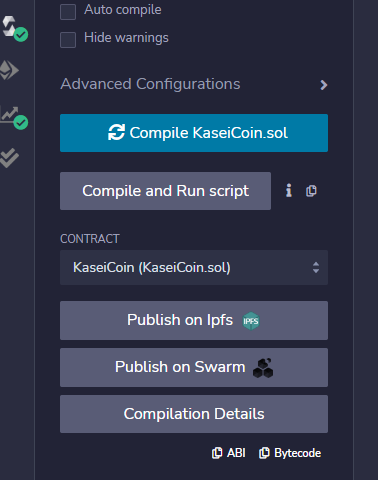 Auto compile
Hide warnings
Advanced Configurations
Compile KaseiCoin.sol
Compile and Run script
CONTRACT
KaseiCoin (KaseiCoin.sol)
Publish on Ipfs IPFS
Publish on Swarm
Compilation Details
ABI Bytecode